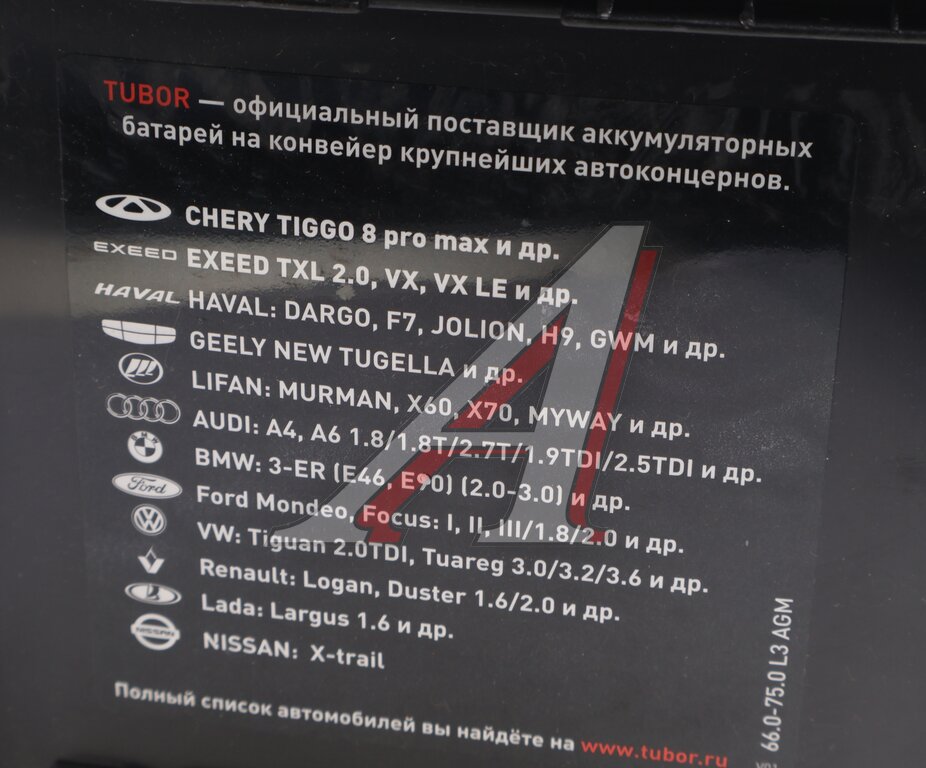 TUBOR — официальный поставщик аккумуляторных
батарей на конвейер крупнейших автоконцернов.
CHERY TIGGO 8 pro max и др.
EXEED EXEED TXL 2.0, VX, VX LE и др.
HAVAL HAVAL: DARGO, F7, JOLION, H9, GWM и др.
GEELY NEW TUGELLA и др.
LIFAN: MURMAN, X60, X70, MYWAY и др.
AUDI: A4, A6 1.8/1.8T/2.7T/1.9TDI/2.5TDI и др.
BMW: 3-ER (E46, E90) (2.0-3.0) и др.
Ford Ford Mondeo, Focus: I, II, III/1.8/2.0 и др.
VW: Tiguan 2.0TDI, Tuareg 3.0/3.2/3.6 и др.
Renault: Logan, Duster 1.6/2.0 и др.
Lada: Largus 1.6 и др.
NISSAN NISSAN: X-trail
Полный список автомобилей вы найдёте на www.tubor.ru
66.0-75.0 L3 AGM